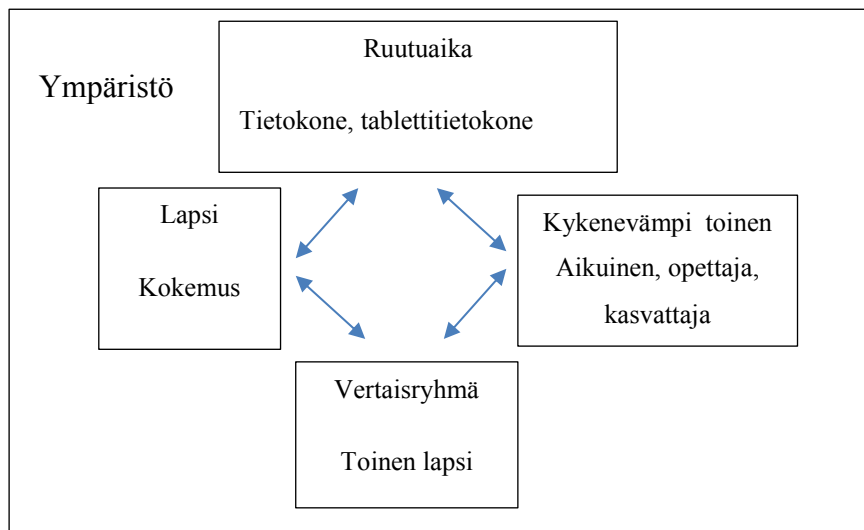 Ympäristö
Ruutuaika
Tietokone, tablettitietokone
Lapsi
Kokemus
Kykenevämpi toinen
Aikuinen, opettaja,
kasvattaja
Vertaisryhmä
Toinen lapsi